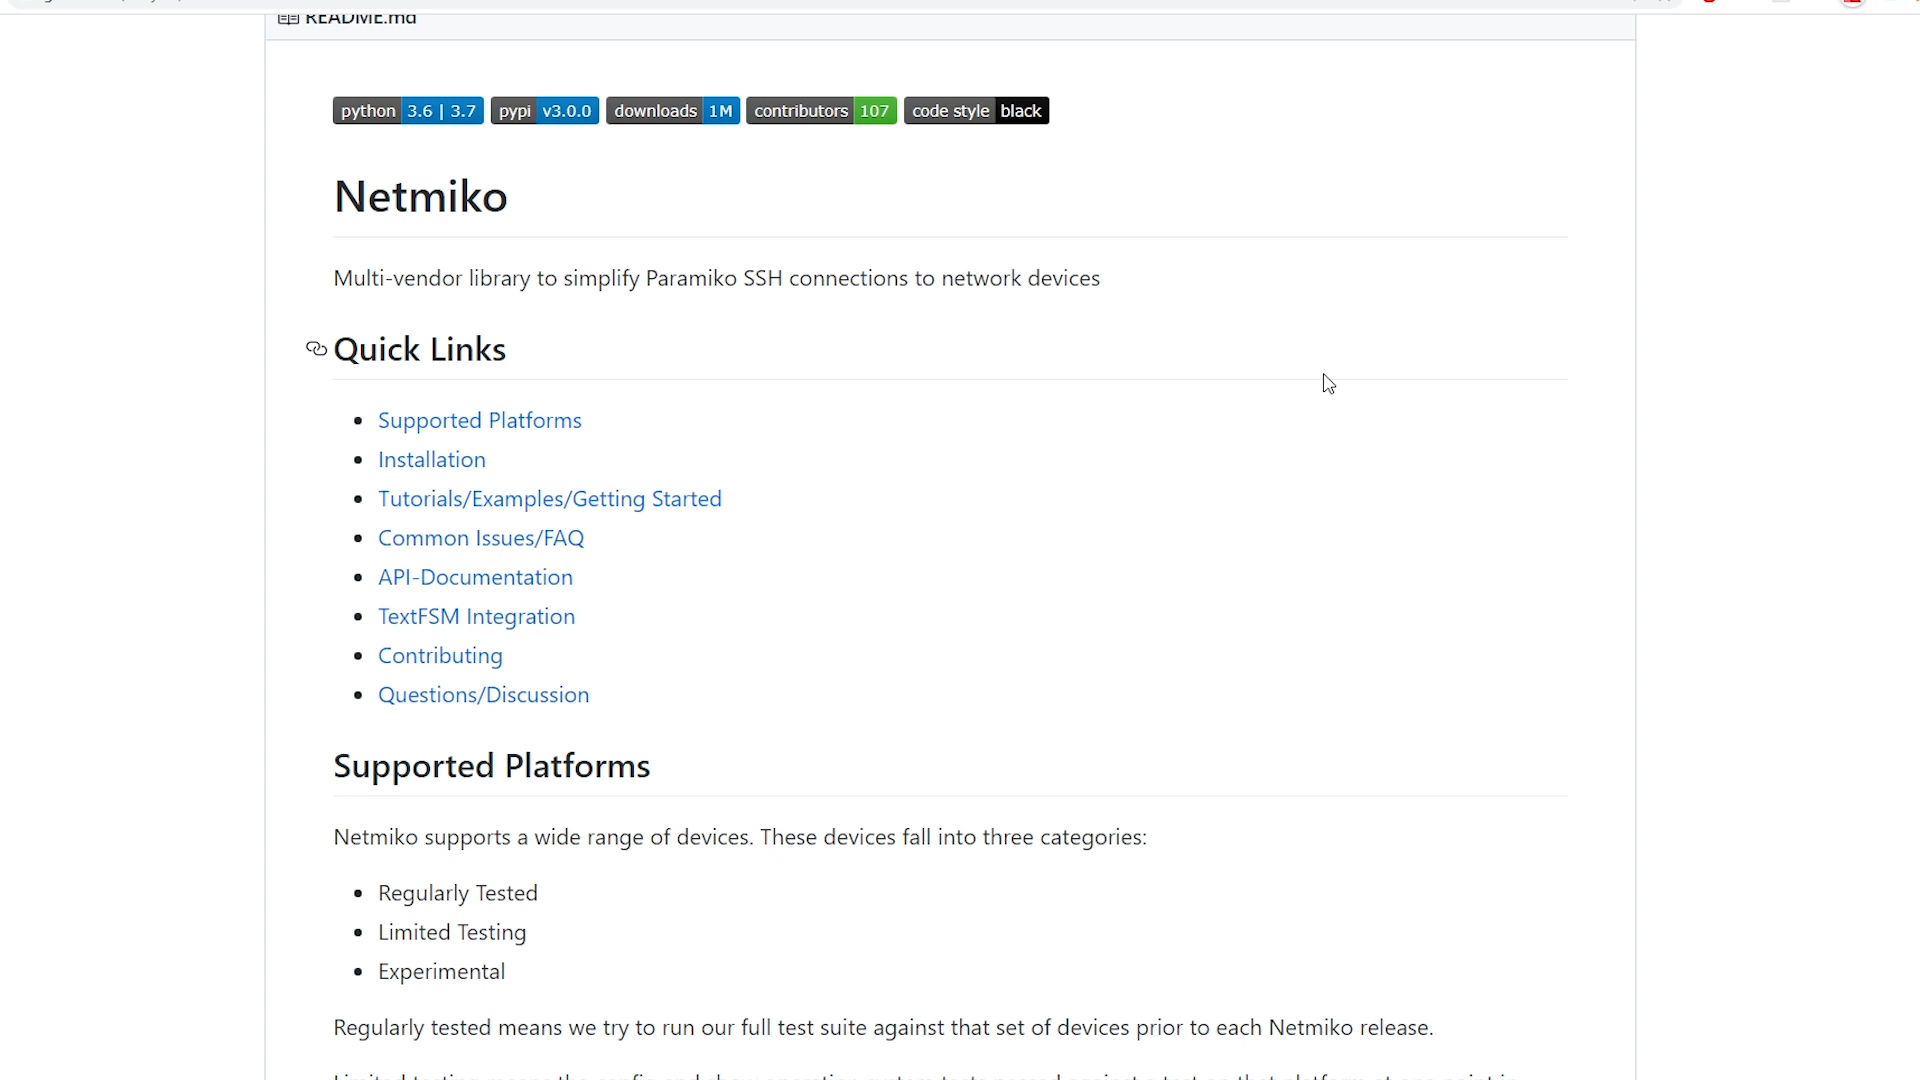 README.md
python 3.6 | 3.7 pypi v3.0.0 downloads 1M contributors 107 code style black
Netmiko
Multi-vendor library to simplify Paramiko SSH connections to network devices
Quick Links
Supported Platforms
Installation
Tutorials/Examples/Getting Started
Common Issues/FAQ
API-Documentation
TextFSM Integration
Contributing
Questions/Discussion
Supported Platforms
Netmiko supports a wide range of devices. These devices fall into three categories:
Regularly Tested
Limited Testing
Experimental
Regularly tested means we try to run our full test suite against that set of devices prior to each Netmiko release.